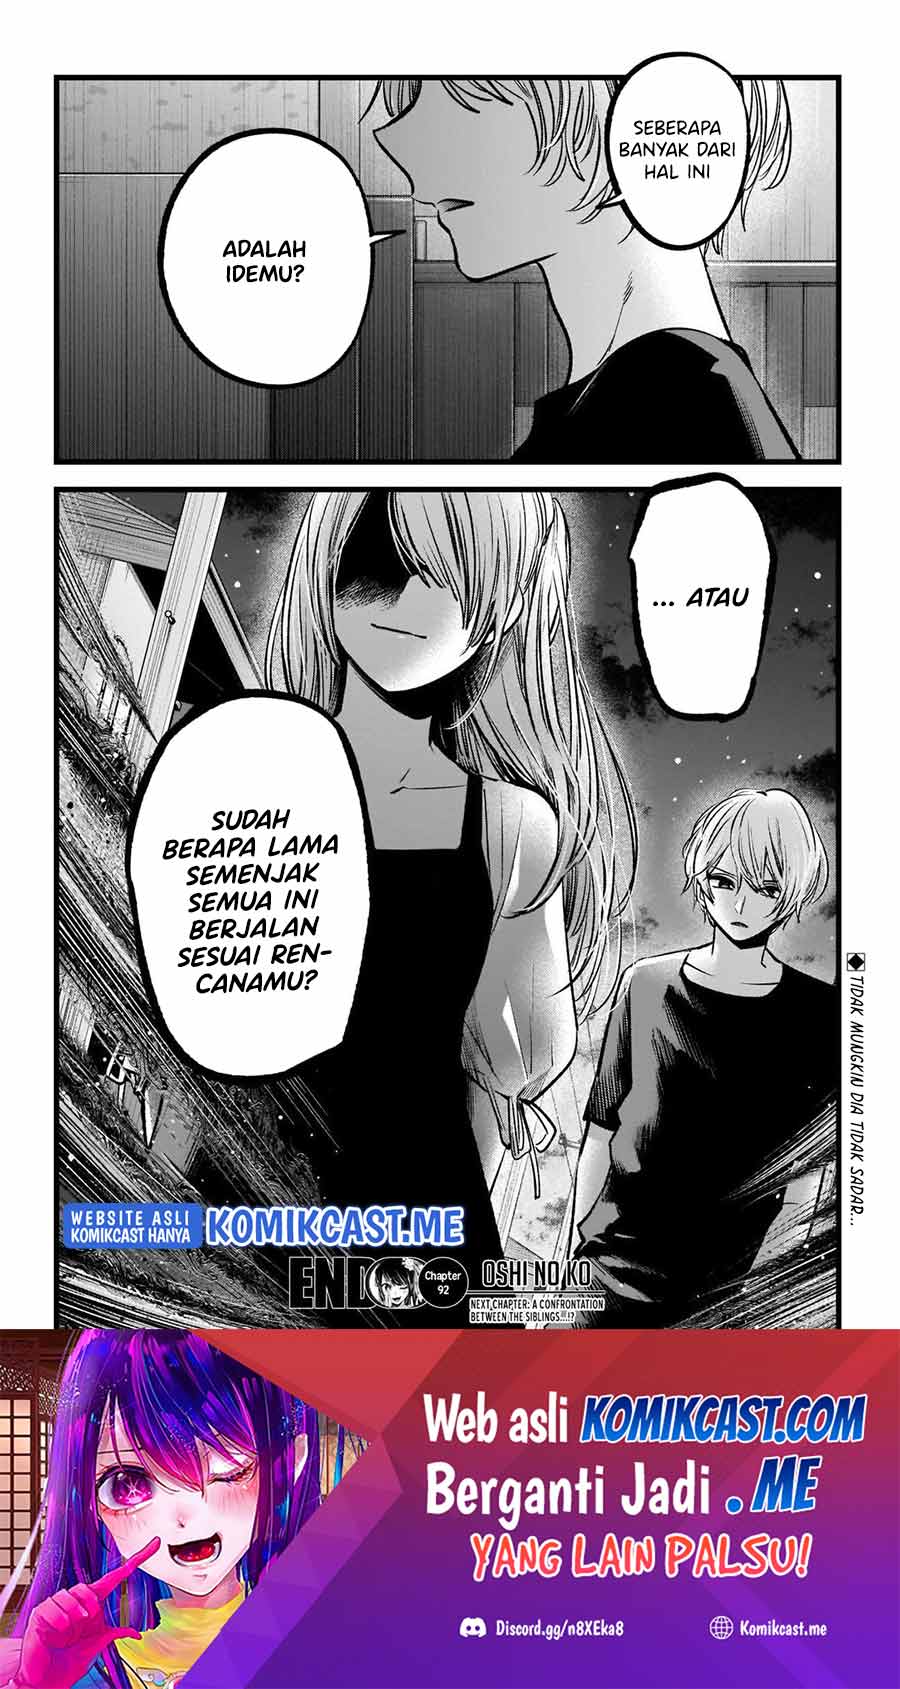 SEBERAPA
BANYAK DARI
HAL INI
ADALAH
IDEMU?
... ATAU
SUDAH
BERAPA LAMA
SEMENJAK
SEMUA INI
BERJALAN
SESUAI REN-
CANAMU?
TIDAK MUNGKIN DIA TIDAK SADAR...
WEBSITE ASLI
KOMIKCAST HANYA
KOMIKCAST.ME
END
Chapter
92
OSHI NO KO
NEXT CHAPTER: A CONFRONTATION
BETWEEN THE SIBLINGS...!?
Web asli KOMIKCAST.COM
Berganti Jadi .ME
YANG LAIN PALSU!
Discord.gg/n8XEka8
Komikcast.me